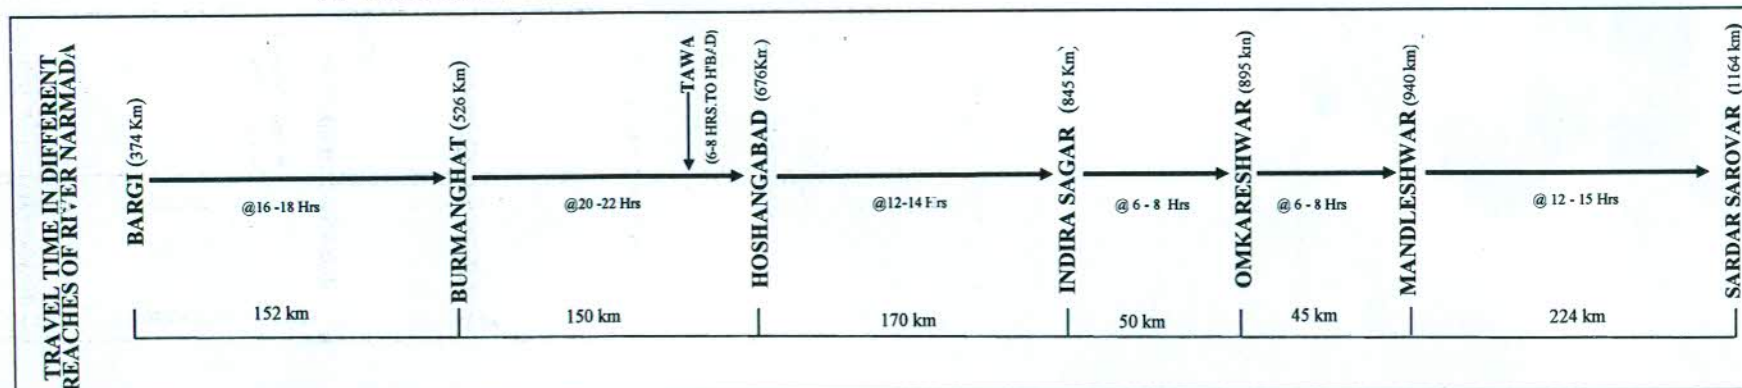 TRAVEL TIME IN DIFFERENT
REACHES OF RIVER NARMADA
BARGI (374 Km)
@16 -18 Hrs
BURMANGHAT (526 Km)
@20 -22 Hrs
TAWA
(6-8 HRS.TO H'BAD)
HOSHANGABAD (676Km)
@12-14 Hrs
INDIRA SAGAR (845 Km)
@ 6 - 8 Hrs
OMKARESHWAR (895 km)
@ 6 - 8 Hrs
MANDLESHWAR (940 km)
@ 12 - 15 Hrs
SARDAR SAROVAR (1164 km)
152 km
150 km
170 km
50 km
45 km
224 km